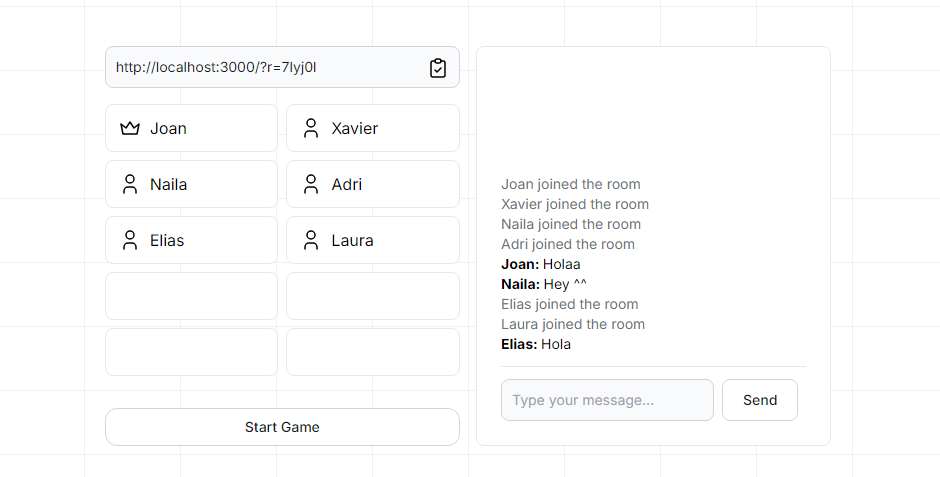 http://localhost:3000/?r=7lyj0l
Joan
Xavier
Naila
Adri
Elias
Laura
Start Game
Joan joined the room
Xavier joined the room
Naila joined the room
Adri joined the room
Joan: Holaa
Naila: Hey ^^
Elias joined the room
Laura joined the room
Elias: Hola
Type your message...
Send